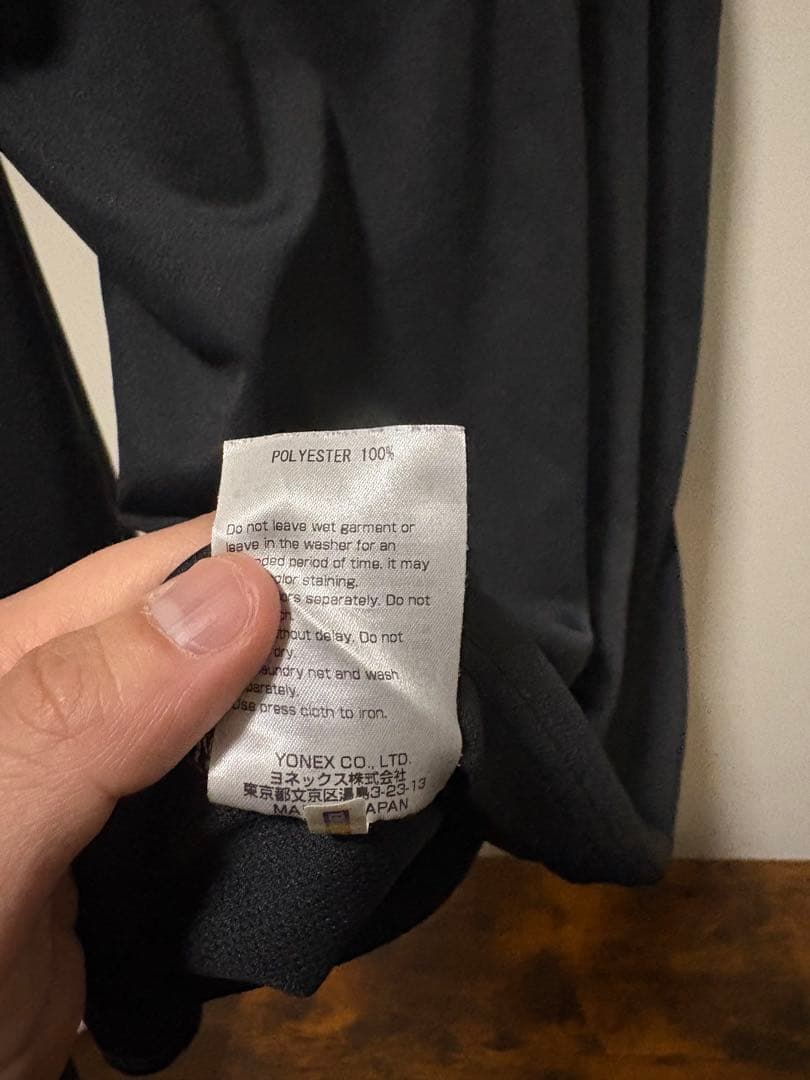 POLYESTER 100%
Do not leave wet garment or
leave in the washer for an
period of time. it may
staining.
separately. Do not
delay. Do not
dry.
net and wash
press cloth to iron.
YONEX CO., LTD.
ヨネックス株式会社
東京都文京区湯島3-23-13